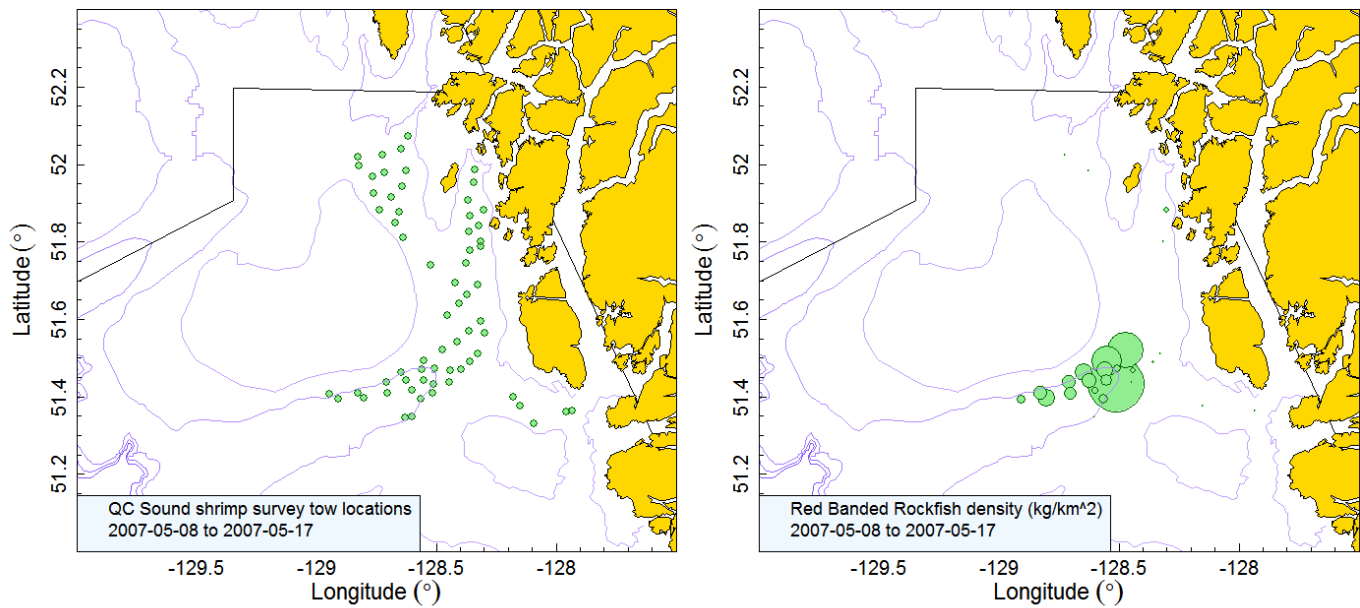 52.2
52
51.8
51.6
51.4
51.2
Latitude (°)
QC Sound shrimp survey tow locations
2007-05-08 to 2007-05-17
-129.5
-129
-128.5
-128
Longitude (°)
52.2
52
51.8
51.6
51.4
51.2
Latitude (°)
Red Banded Rockfish density (kg/km^2)
2007-05-08 to 2007-05-17
-129.5
-129
-128.5
-128
Longitude (°)